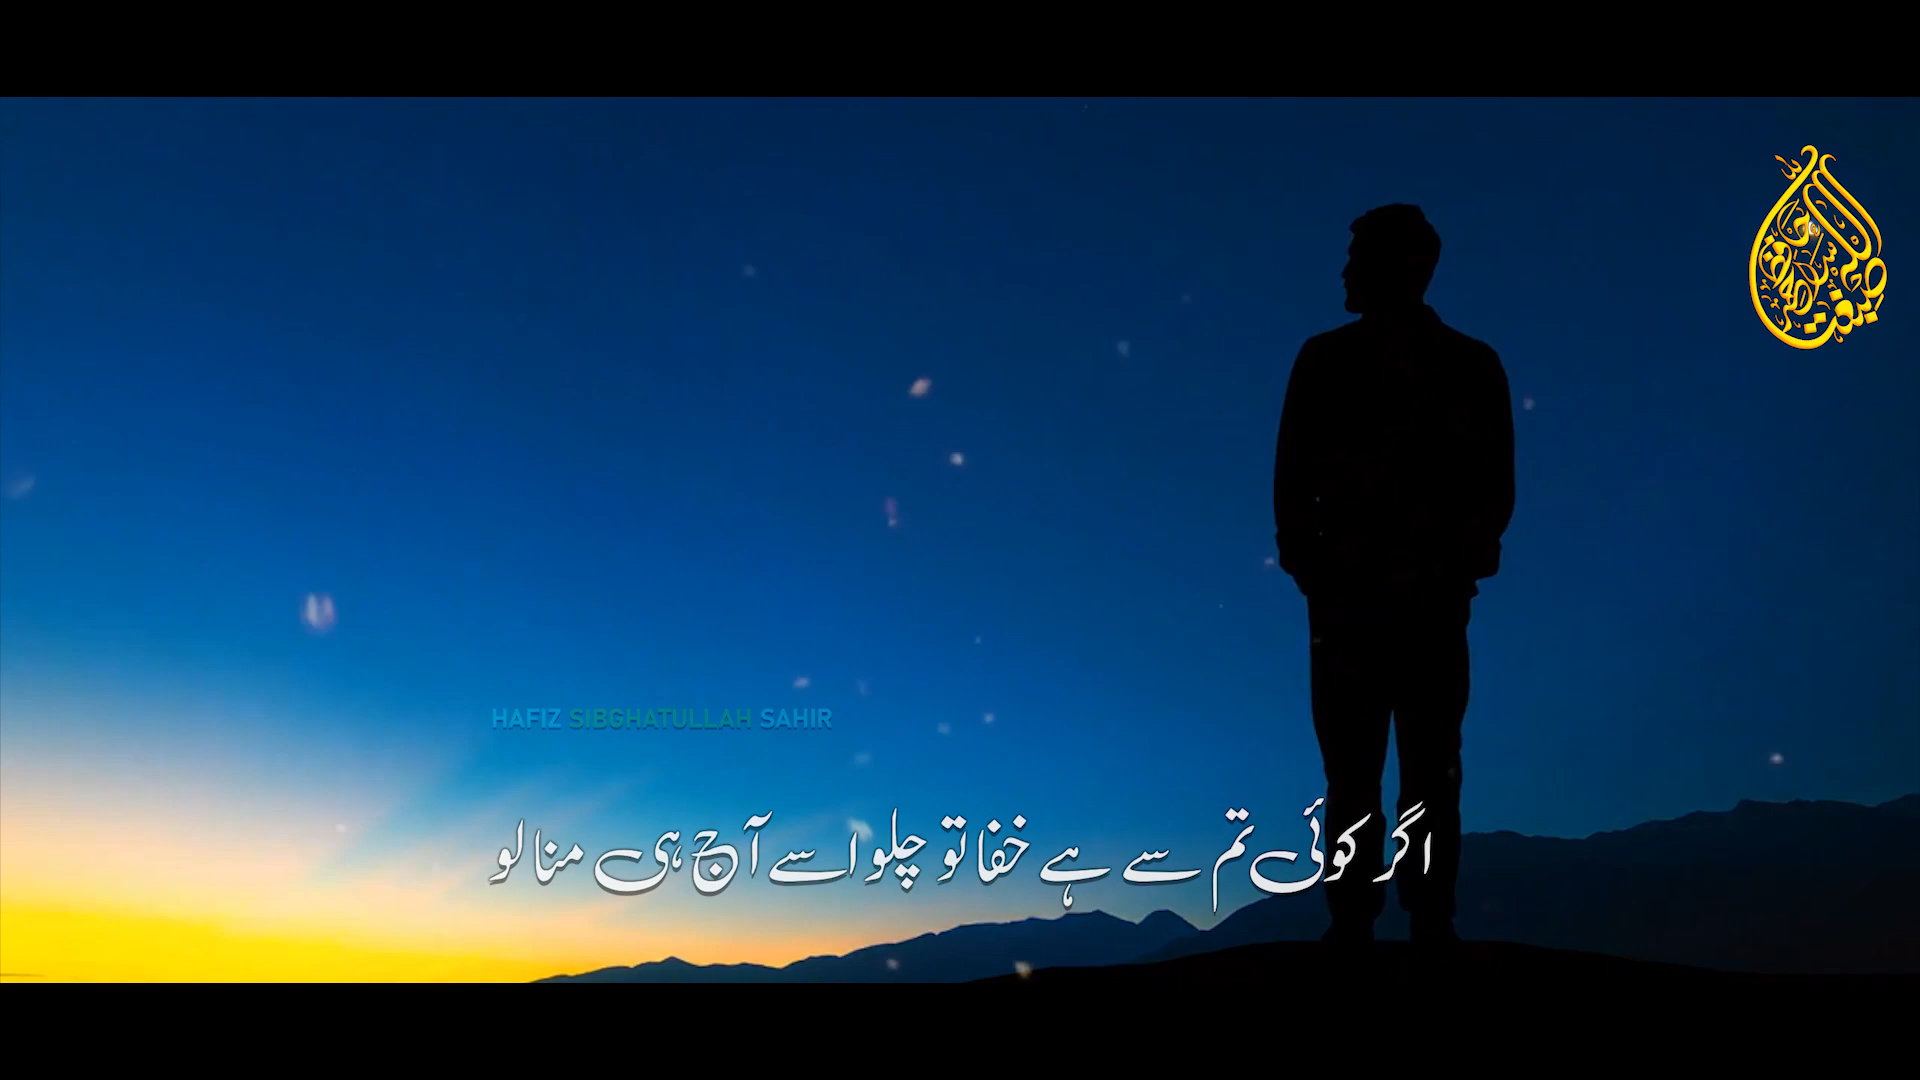 HAFIZ SIBGHATULLAH SAHIR
اگر کوئی تم سے ہے خفا تو چلو اسے آج ہی منا لو